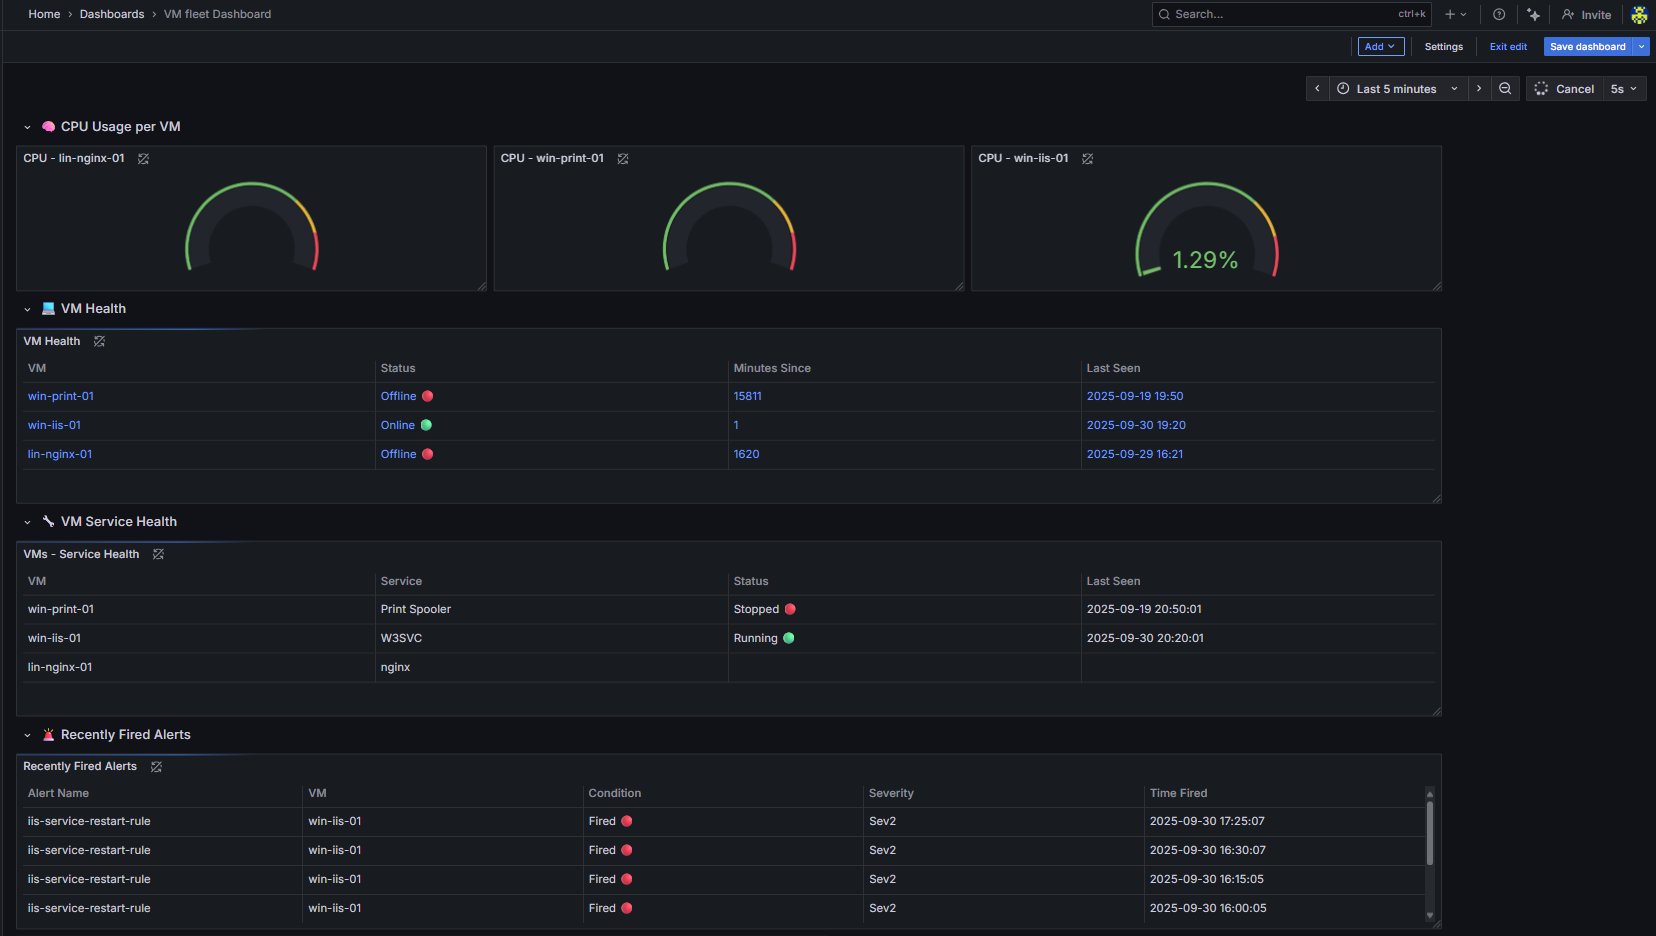 Home › Dashboards › VM fleet Dashboard
Search... ctrl+k
Invite
Add Settings Exit edit Save dashboard
Last 5 minutes Cancel 5s
CPU Usage per VM
CPU - lin-nginx-01 CPU - win-print-01 CPU - win-iis-01
1.29%
VM Health
VM Health
VM Status Minutes Since Last Seen
win-print-01 Offline 15811 2025-09-19 19:50
win-iis-01 Online 1 2025-09-30 19:20
lin-nginx-01 Offline 1620 2025-09-29 16:21
VM Service Health
VMs - Service Health
VM Service Status Last Seen
win-print-01 Print Spooler Stopped 2025-09-19 20:50:01
win-iis-01 W3SVC Running 2025-09-30 20:20:01
lin-nginx-01 nginx
Recently Fired Alerts
Recently Fired Alerts
Alert Name VM Condition Severity Time Fired
iis-service-restart-rule win-iis-01 Fired Sev2 2025-09-30 17:25:07
iis-service-restart-rule win-iis-01 Fired Sev2 2025-09-30 16:30:07
iis-service-restart-rule win-iis-01 Fired Sev2 2025-09-30 16:15:05
iis-service-restart-rule win-iis-01 Fired Sev2 2025-09-30 16:00:05